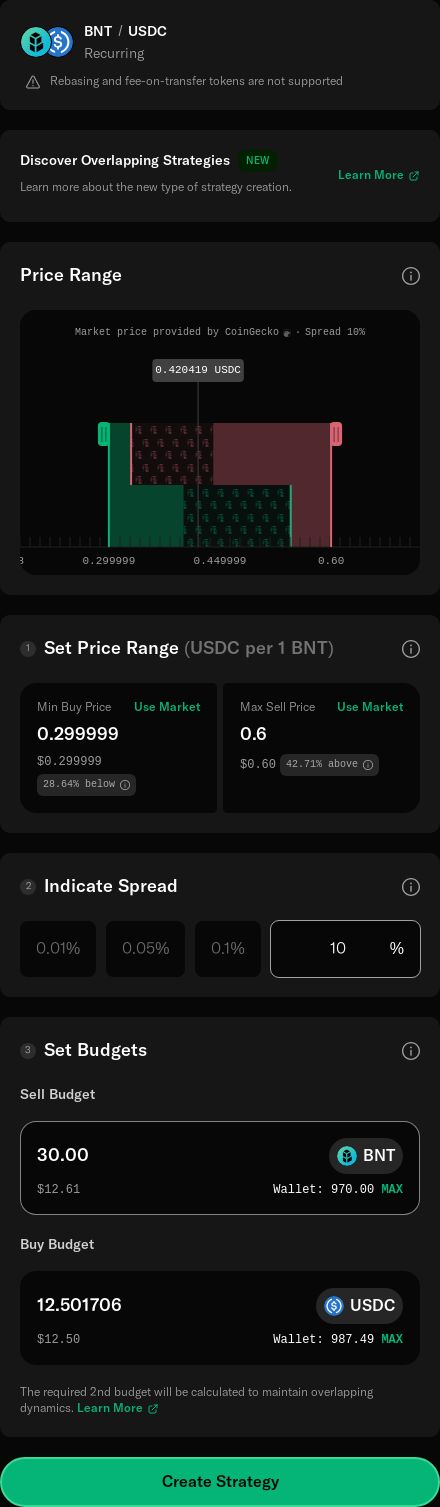 BNT / USDC
Recurring
Rebasing and fee-on-transfer tokens are not supported
Discover Overlapping Strategies NEW
Learn more about the new type of strategy creation.
Learn More
Price Range
Market price provided by CoinGecko · Spread 10%
0.420419 USDC
0.299999 0.449999 0.60
1 Set Price Range (USDC per 1 BNT)
Min Buy Price Use Market
0.299999
$0.299999
28.64% below
Max Sell Price Use Market
0.6
$0.60 42.71% above
2 Indicate Spread
0.01% 0.05% 0.1% 10 %
3 Set Budgets
Sell Budget
30.00 BNT
$12.61 Wallet: 970.00 MAX
Buy Budget
12.501706 USDC
$12.50 Wallet: 987.49 MAX
The required 2nd budget will be calculated to maintain overlapping
dynamics. Learn More
Create Strategy